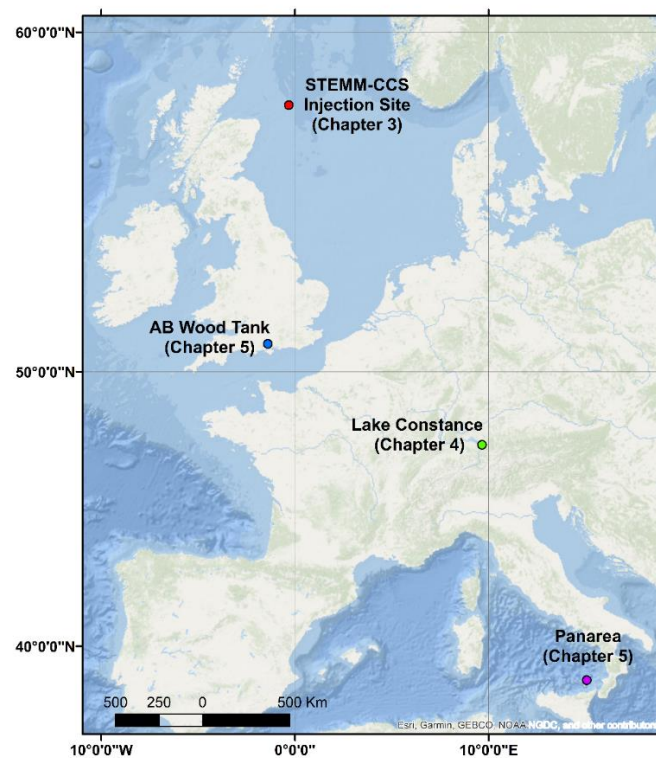 60°0'0"N
STEMM-CCS
Injection Site
(Chapter 3)
AB Wood Tank
(Chapter 5)
50°0'0"N
Lake Constance
(Chapter 4)
40°0'0"N
Panarea
(Chapter 5)
500 250 0 500 Km
Esri, Garmin, GEBCO, NOAA NGDC, and other contributors
10°0'0"W 0°0'0" 10°0'0"E